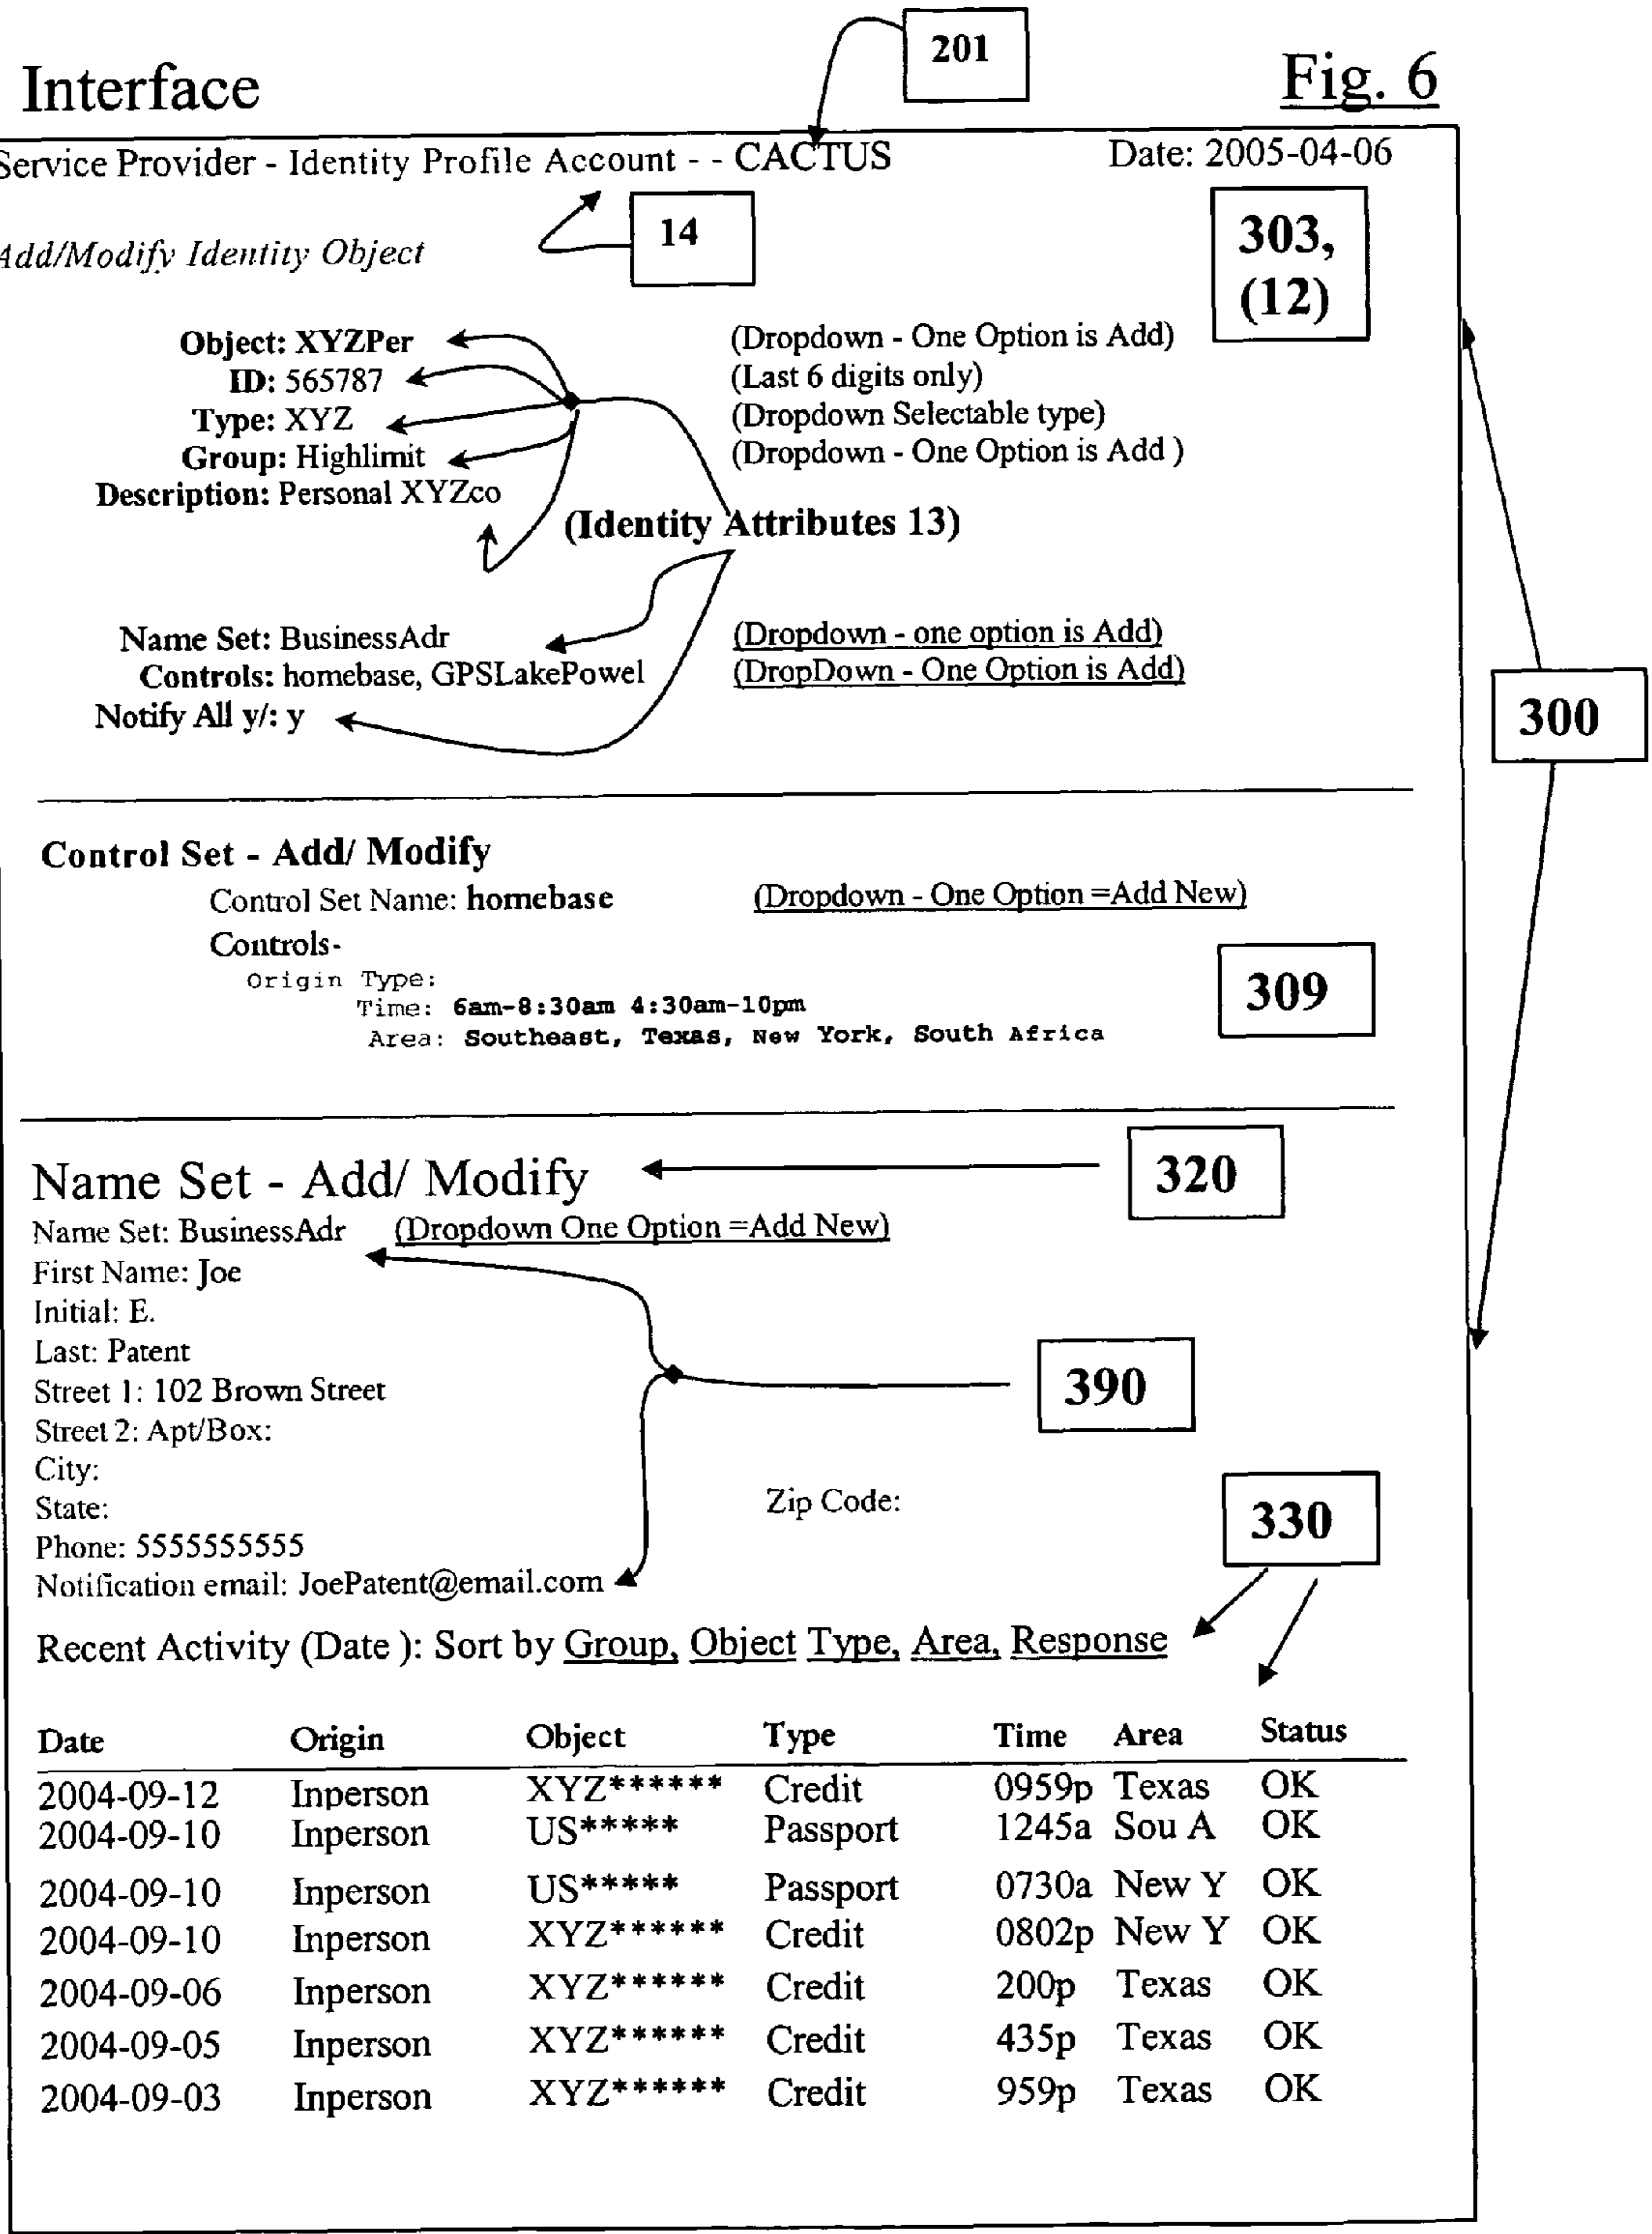 201
Interface
Fig. 6
Service Provider - Identity Profile Account - - CACTUS
Date: 2005-04-06
14
303,
(12)
Add/Modify Identity Object
Object: XYZPer (Dropdown - One Option is Add)
ID: 565787 (Last 6 digits only)
Type: XYZ (Dropdown Selectable type)
Group: Highlimit (Dropdown - One Option is Add )
Description: Personal XYZco
(Identity Attributes 13)
Name Set: BusinessAdr (Dropdown - one option is Add)
Controls: homebase, GPSLakePowel (DropDown - One Option is Add)
Notify All y/: y
300
Control Set - Add/ Modify
Control Set Name: homebase (Dropdown - One Option =Add New)
Controls-
Origin Type:
309
Time: 6am-8:30am 4:30am-10pm
Area: Southeast, Texas, New York, South Africa
Name Set - Add/ Modify
320
Name Set: BusinessAdr (Dropdown One Option =Add New)
First Name: Joe
Initial: E.
Last: Patent
Street 1: 102 Brown Street
390
Street 2: Apt/Box:
City:
State: Zip Code:
330
Phone: 5555555555
Notification email: JoePatent@email.com
Recent Activity (Date ): Sort by Group, Object Type, Area, Response
Date Origin Object Type Time Area Status
2004-09-12 Inperson XYZ****** Credit 0959p Texas OK
2004-09-10 Inperson US***** Passport 1245a Sou A OK
2004-09-10 Inperson US***** Passport 0730a New Y OK
2004-09-10 Inperson XYZ****** Credit 0802p New Y OK
2004-09-06 Inperson XYZ****** Credit 200p Texas OK
2004-09-05 Inperson XYZ****** Credit 435p Texas OK
2004-09-03 Inperson XYZ****** Credit 959p Texas OK